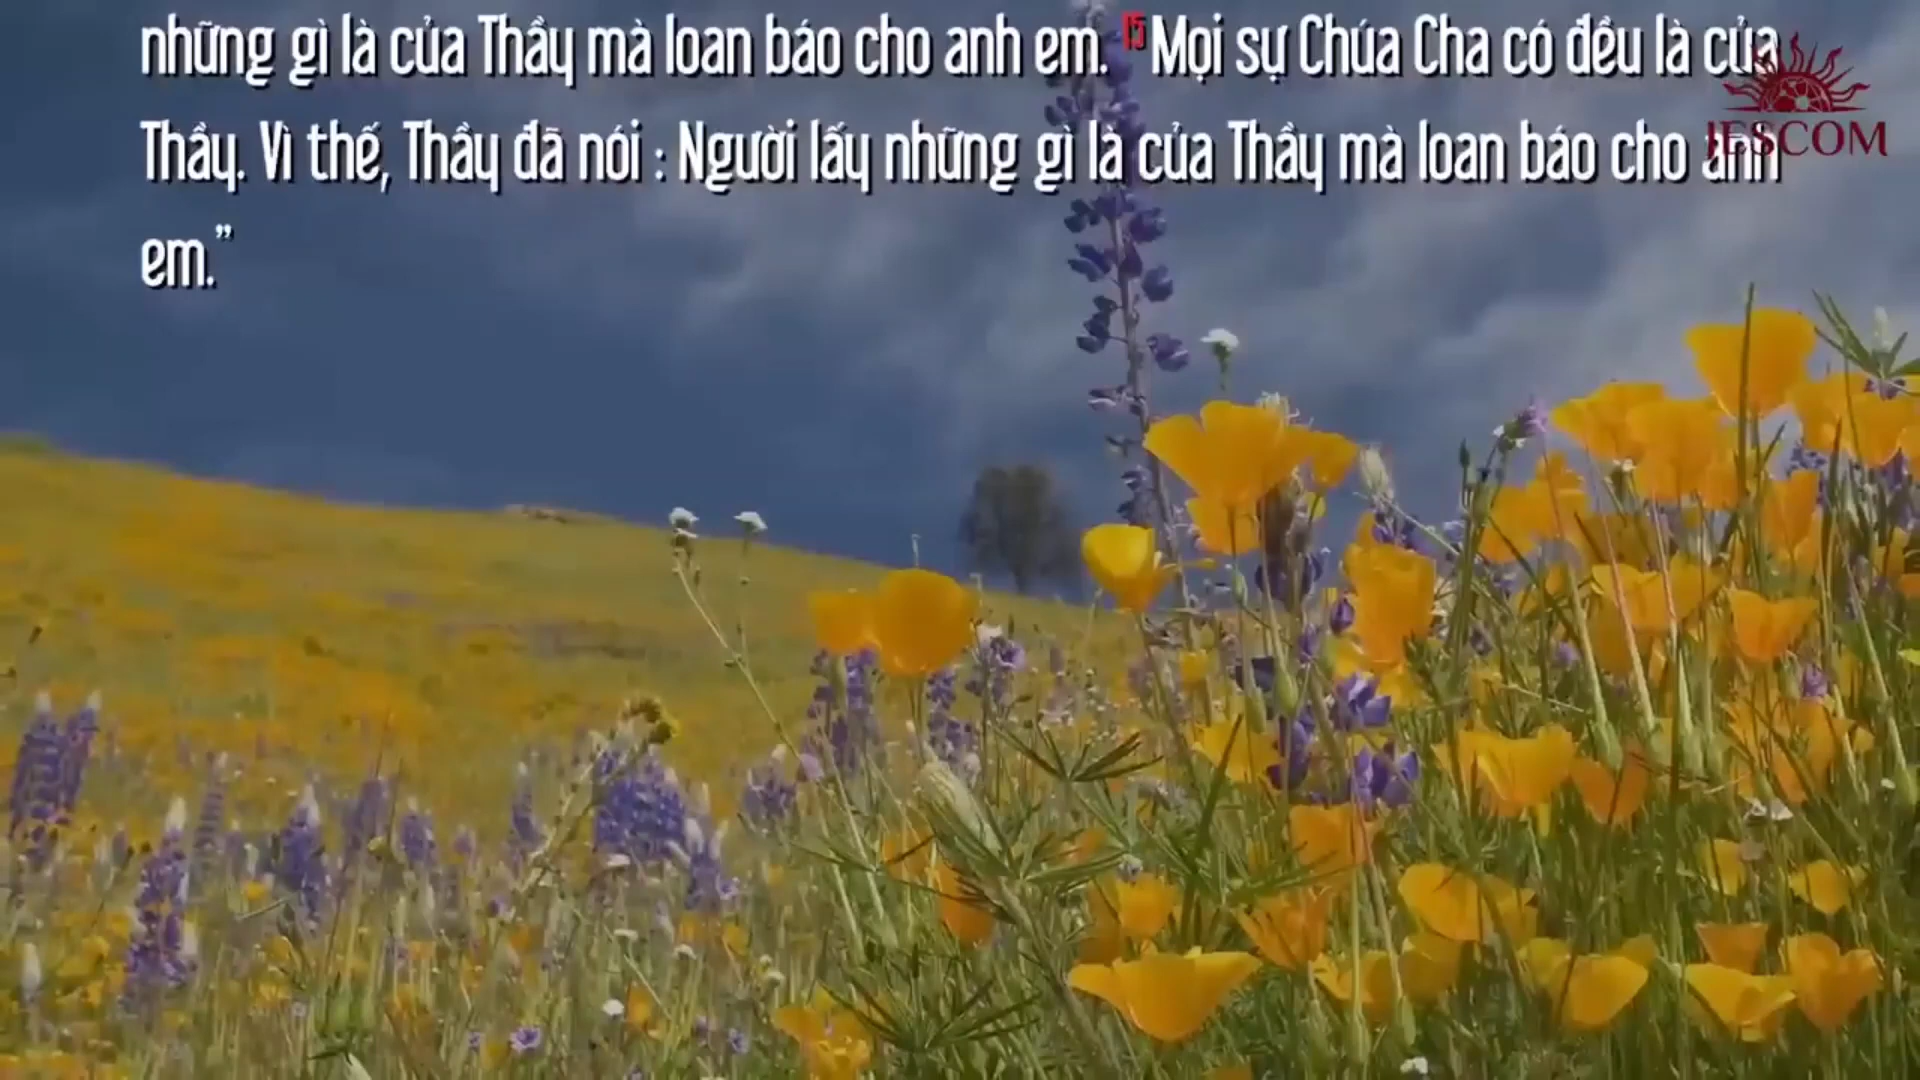 những gì là của Thầy mà loan báo cho anh em. 15 Mọi sự Chúa Cha có đều là của
Thầy. Vì thế, Thầy đã nói : Người lấy những gì là của Thầy mà loan báo cho anh
em.”
JESCOM